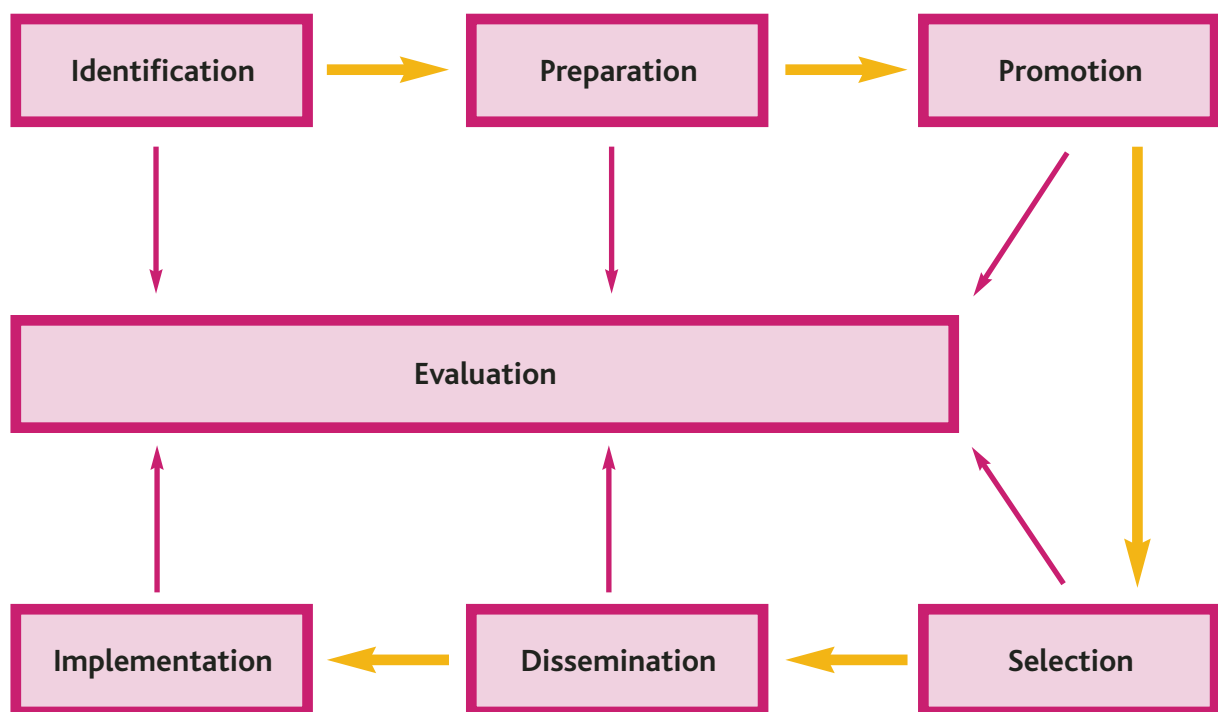 Identification
Preparation
Promotion
Evaluation
Implementation
Dissemination
Selection